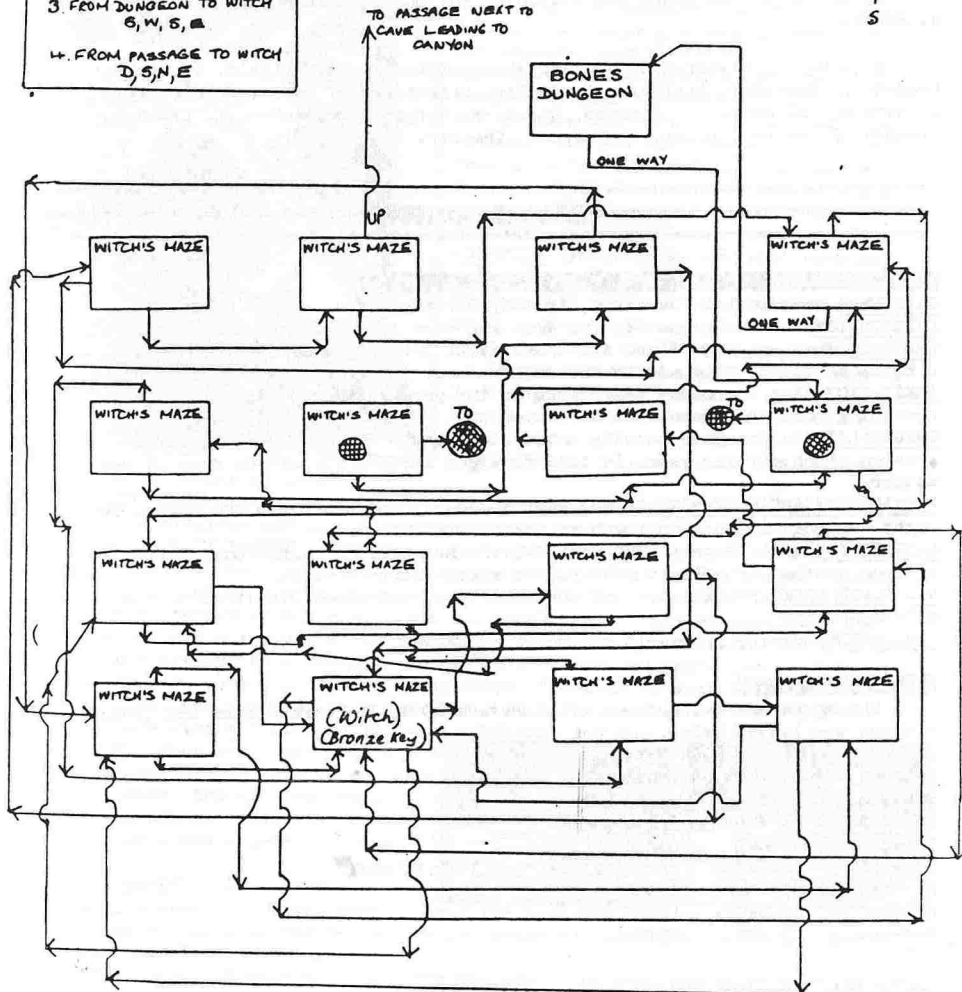 3. FROM DUNGEON TO WITCH
S, W, S,
4. FROM PASSAGE TO WITCH
D, S, N, E
TO PASSAGE NEXT TO
CAVE LEADING TO
CANYON
S
BONES
DUNGEON
ONE WAY
UP
WITCH'S MAZE
WITCH'S MAZE
WITCH'S MAZE
WITCH'S MAZE
ONE WAY
WITCH'S MAZE
WITCH'S MAZE
TO
WITCH'S MAZE
TO
WITCH'S MAZE
WITCH'S MAZE
WITCH'S MAZE
WITCH'S MAZE
WITCH'S MAZE
WITCH'S MAZE
WITCH'S MAZE
(Witch)
(Bronze Key)
WITCH'S MAZE
WITCH'S MAZE